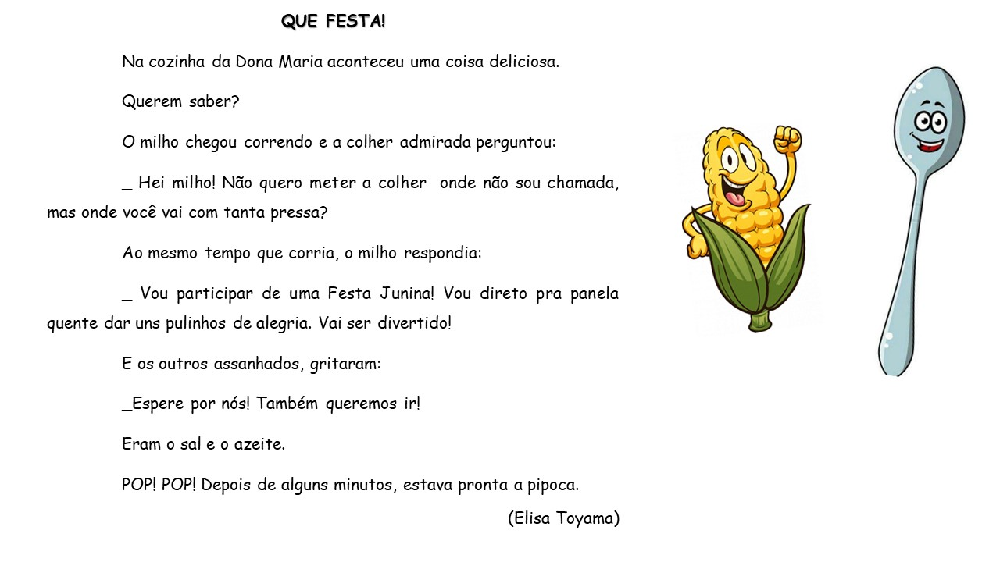 QUE FESTA!
Na cozinha da Dona Maria aconteceu uma coisa deliciosa.
Querem saber?
O milho chegou correndo e a colher admirada perguntou:
_ Hei milho! Não quero meter a colher  onde não sou chamada,
mas onde você vai com tanta pressa?
Ao mesmo tempo que corria, o milho respondia:
_ Vou participar de uma Festa Junina! Vou direto pra panela
quente dar uns pulinhos de alegria. Vai ser divertido!
E os outros assanhados, gritaram:
_Espere por nós! Também queremos ir!
Eram o sal e o azeite.
POP! POP! Depois de alguns minutos, estava pronta a pipoca.
(Elisa Toyama)